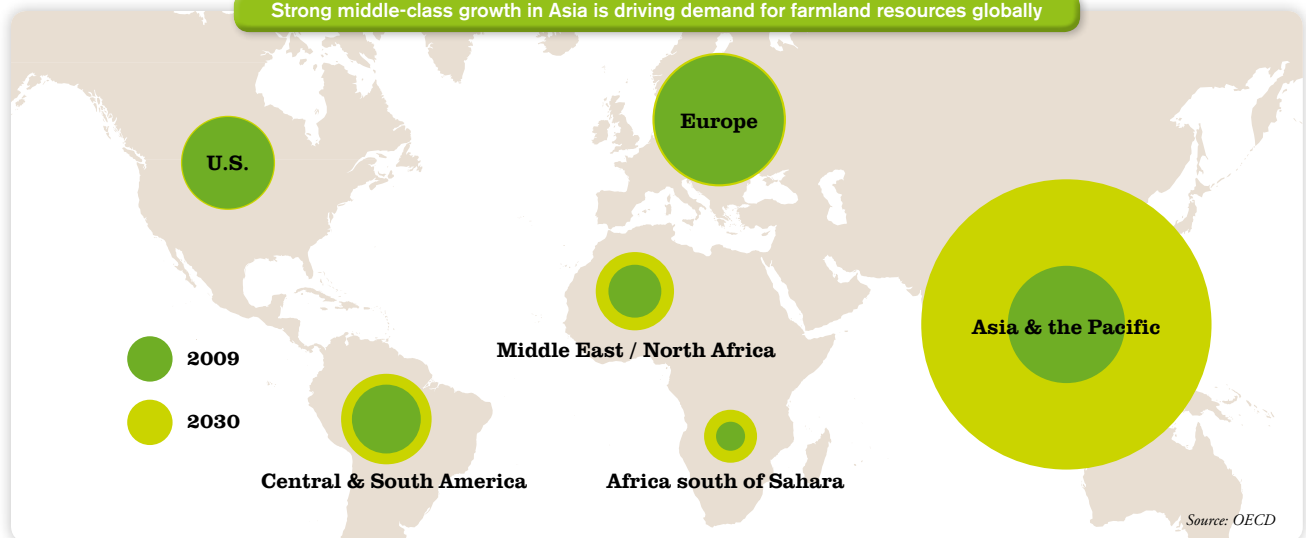 Strong middle-class growth in Asia is driving demand for farmland resources globally
U.S.
Europe
Asia & the Pacific
Middle East / North Africa
2009
2030
Central & South America
Africa south of Sahara
Source: OECD